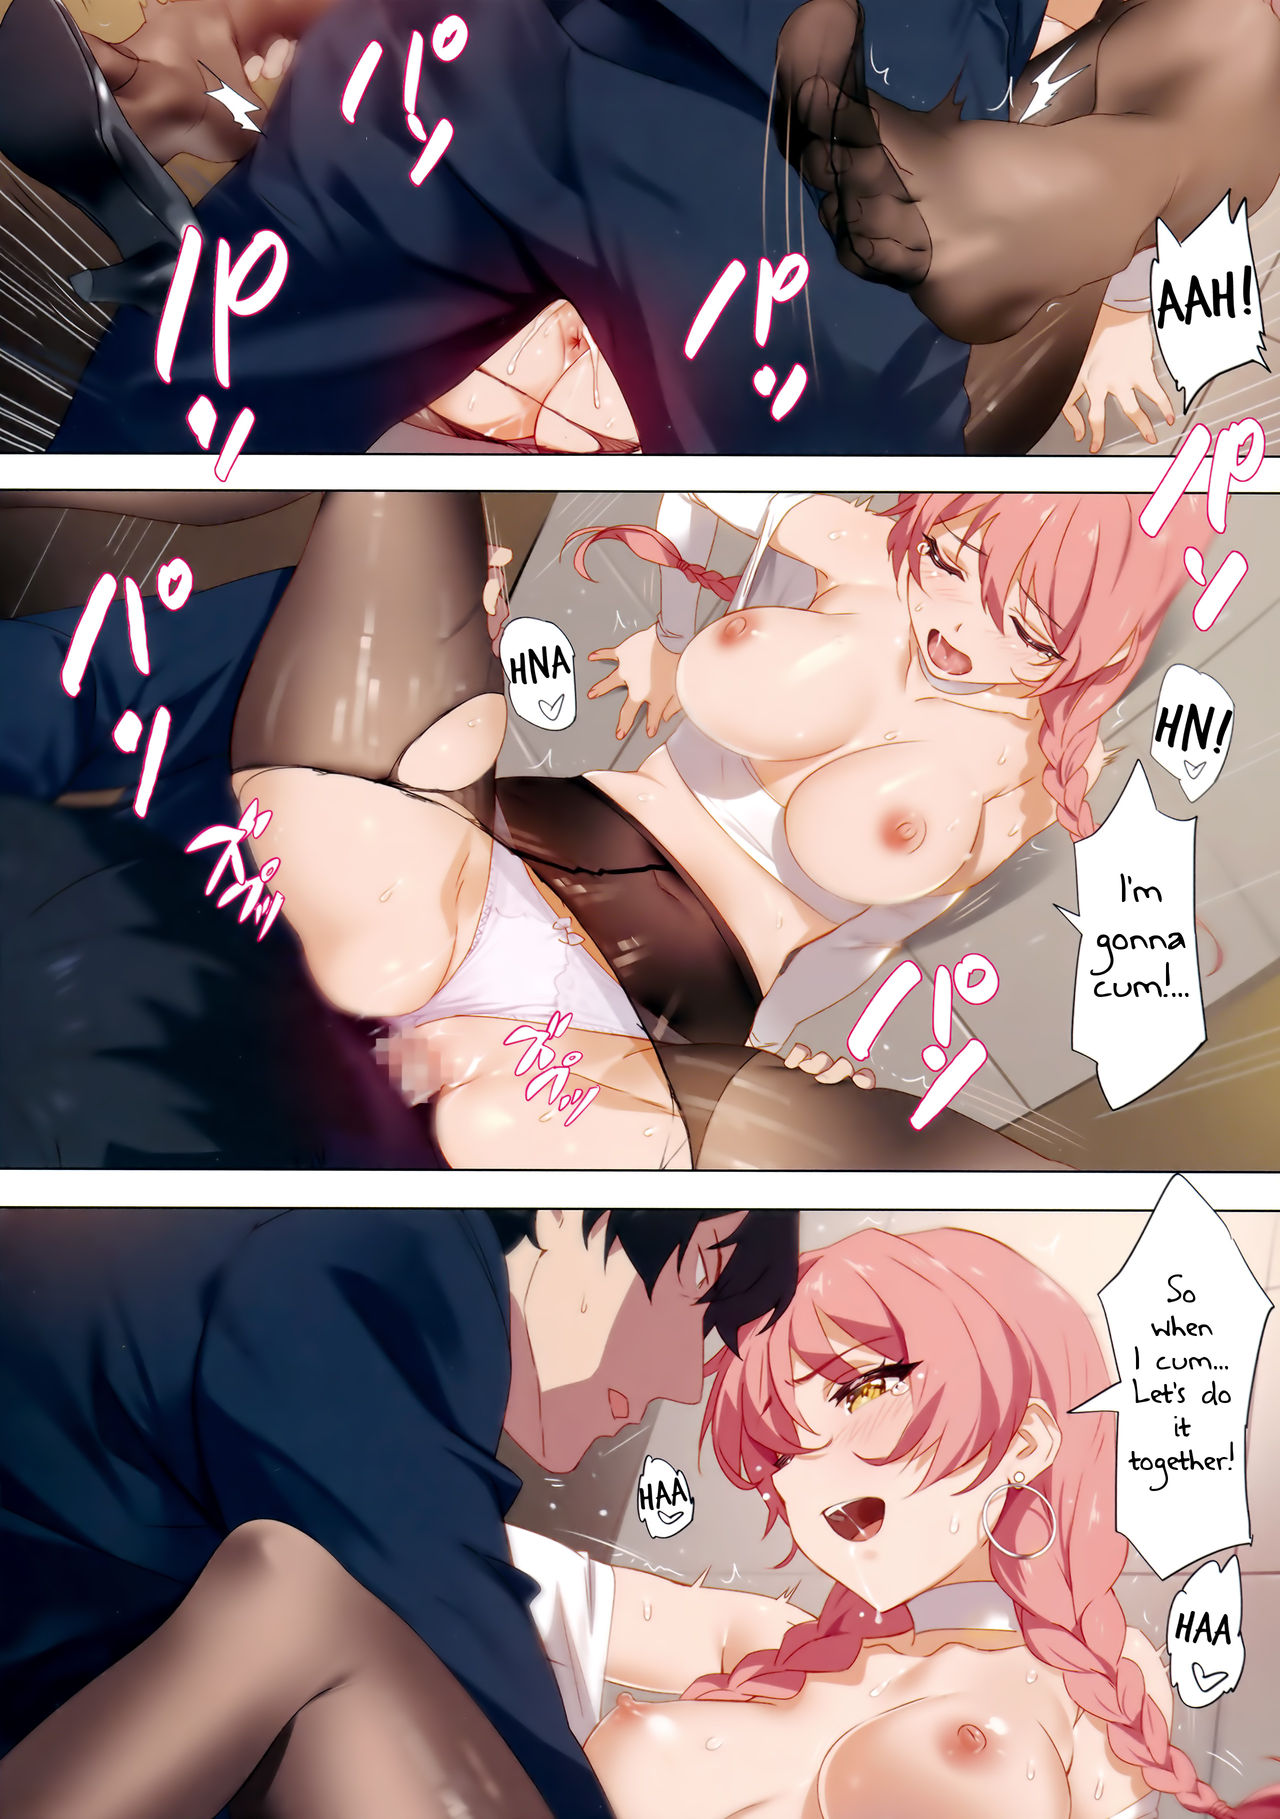 パン
パン
パン
AAH!
パン
HNA
HN!
I'm
gonna
cum!...
パン
ズプッ
ズプッ
パン
So
when
I cum...
Let's do
it
together!
HAA
HAA